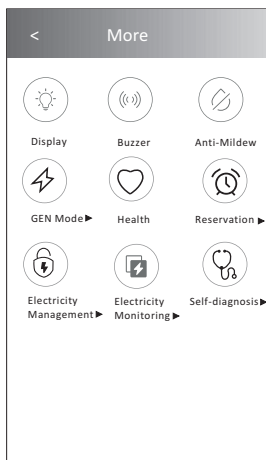 < More
Display Buzzer Anti-Mildew
GEN Mode▶ Health Reservation▶
Electricity Electricity Self-diagnosis▶
Management▶ Monitoring▶